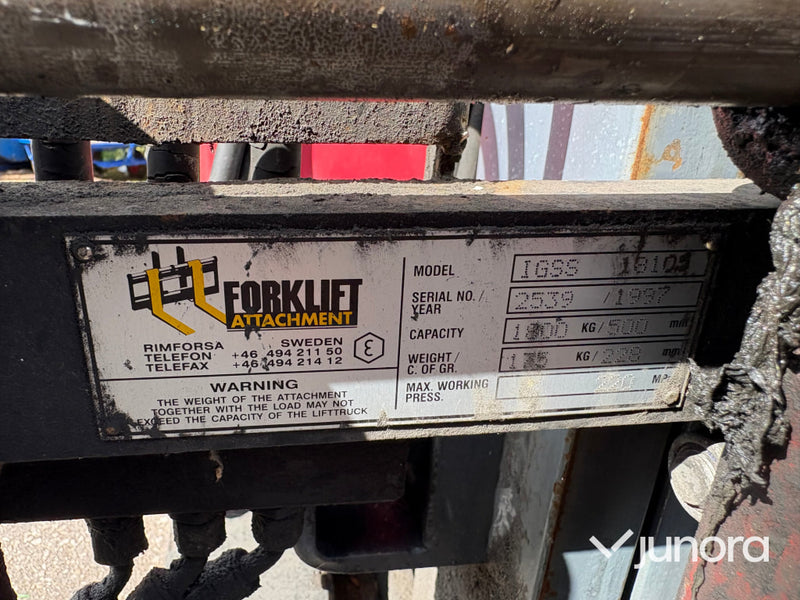 FORKLIFT
ATTACHMENT
RIMFORSA SWEDEN
TELEFON +46 494 211 50
TELEFAX +46 494 214 12
WARNING
THE WEIGHT OF THE ATTACHMENT
TOGETHER WITH THE LOAD MAY NOT
EXCEED THE CAPACITY OF THE LIFTTRUCK
MODEL IGSS
SERIAL NO./ YEAR 2539 /1997
CAPACITY KG/500 mm
WEIGHT/ C. OF GR. KG/ mm
MAX. WORKING PRESS.
junora